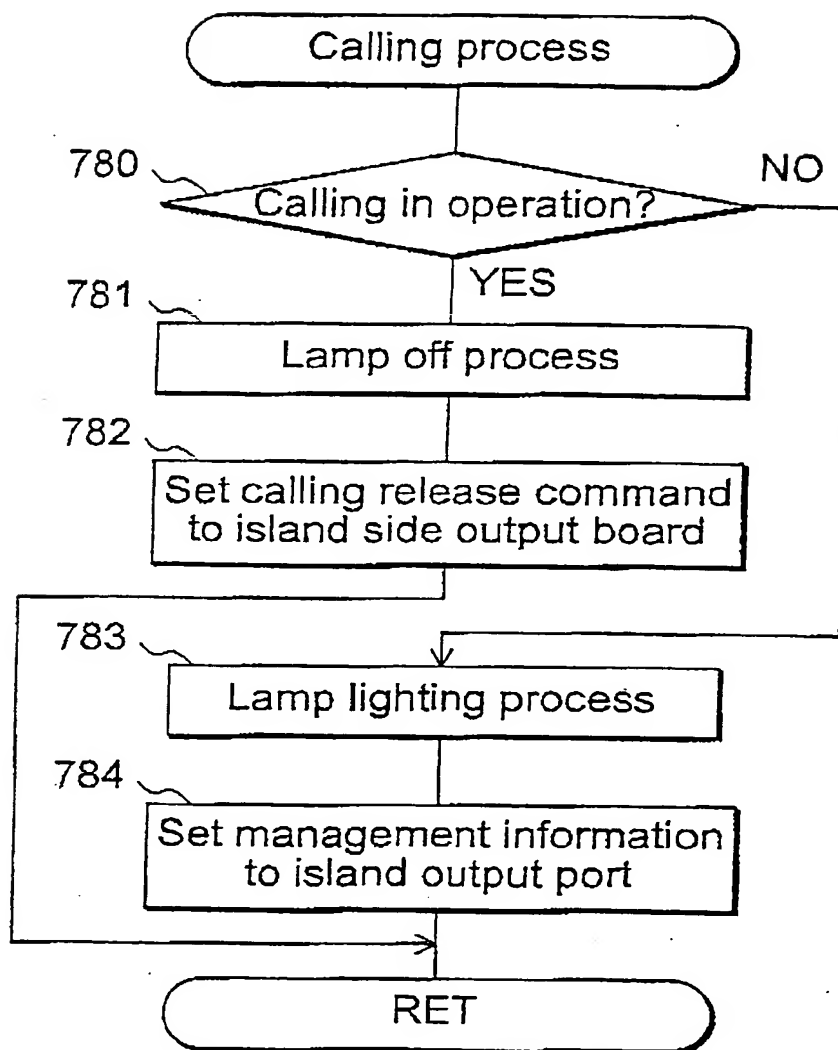 Calling process
780
Calling in operation?
NO
YES
781
Lamp off process
782
Set calling release command
to island side output board
783
Lamp lighting process
784
Set management information
to island output port
RET